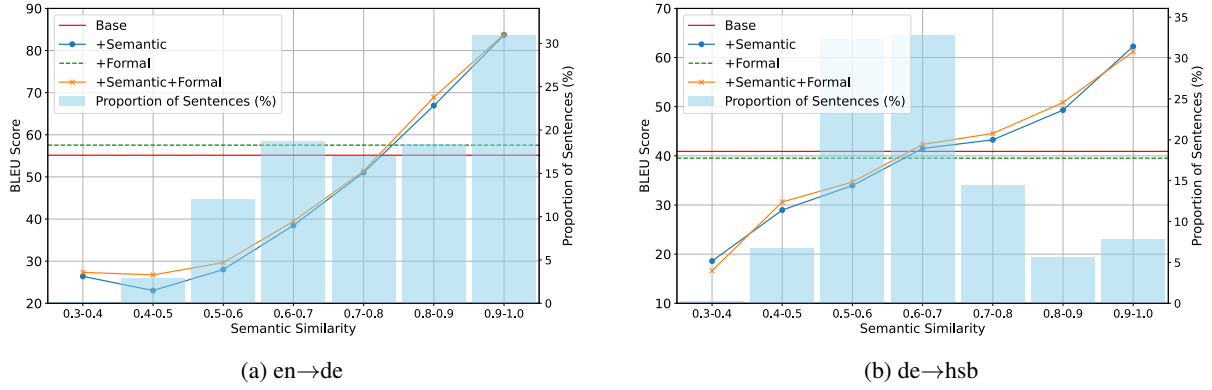 90
80
70
60
50
40
30
20
BLEU Score
Base
+Semantic
+Formal
+Semantic+Formal
Proportion of Sentences (%)
30
25
20
15
10
5
0
Proportion of Sentences (%)
0.3-0.4 0.4-0.5 0.5-0.6 0.6-0.7 0.7-0.8 0.8-0.9 0.9-1.0
Semantic Similarity
(a) en→de
70
60
50
40
30
20
10
BLEU Score
Base
+Semantic
+Formal
+Semantic+Formal
Proportion of Sentences (%)
35
30
25
20
15
10
5
0
Proportion of Sentences (%)
0.3-0.4 0.4-0.5 0.5-0.6 0.6-0.7 0.7-0.8 0.8-0.9 0.9-1.0
Semantic Similarity
(b) de→hsb